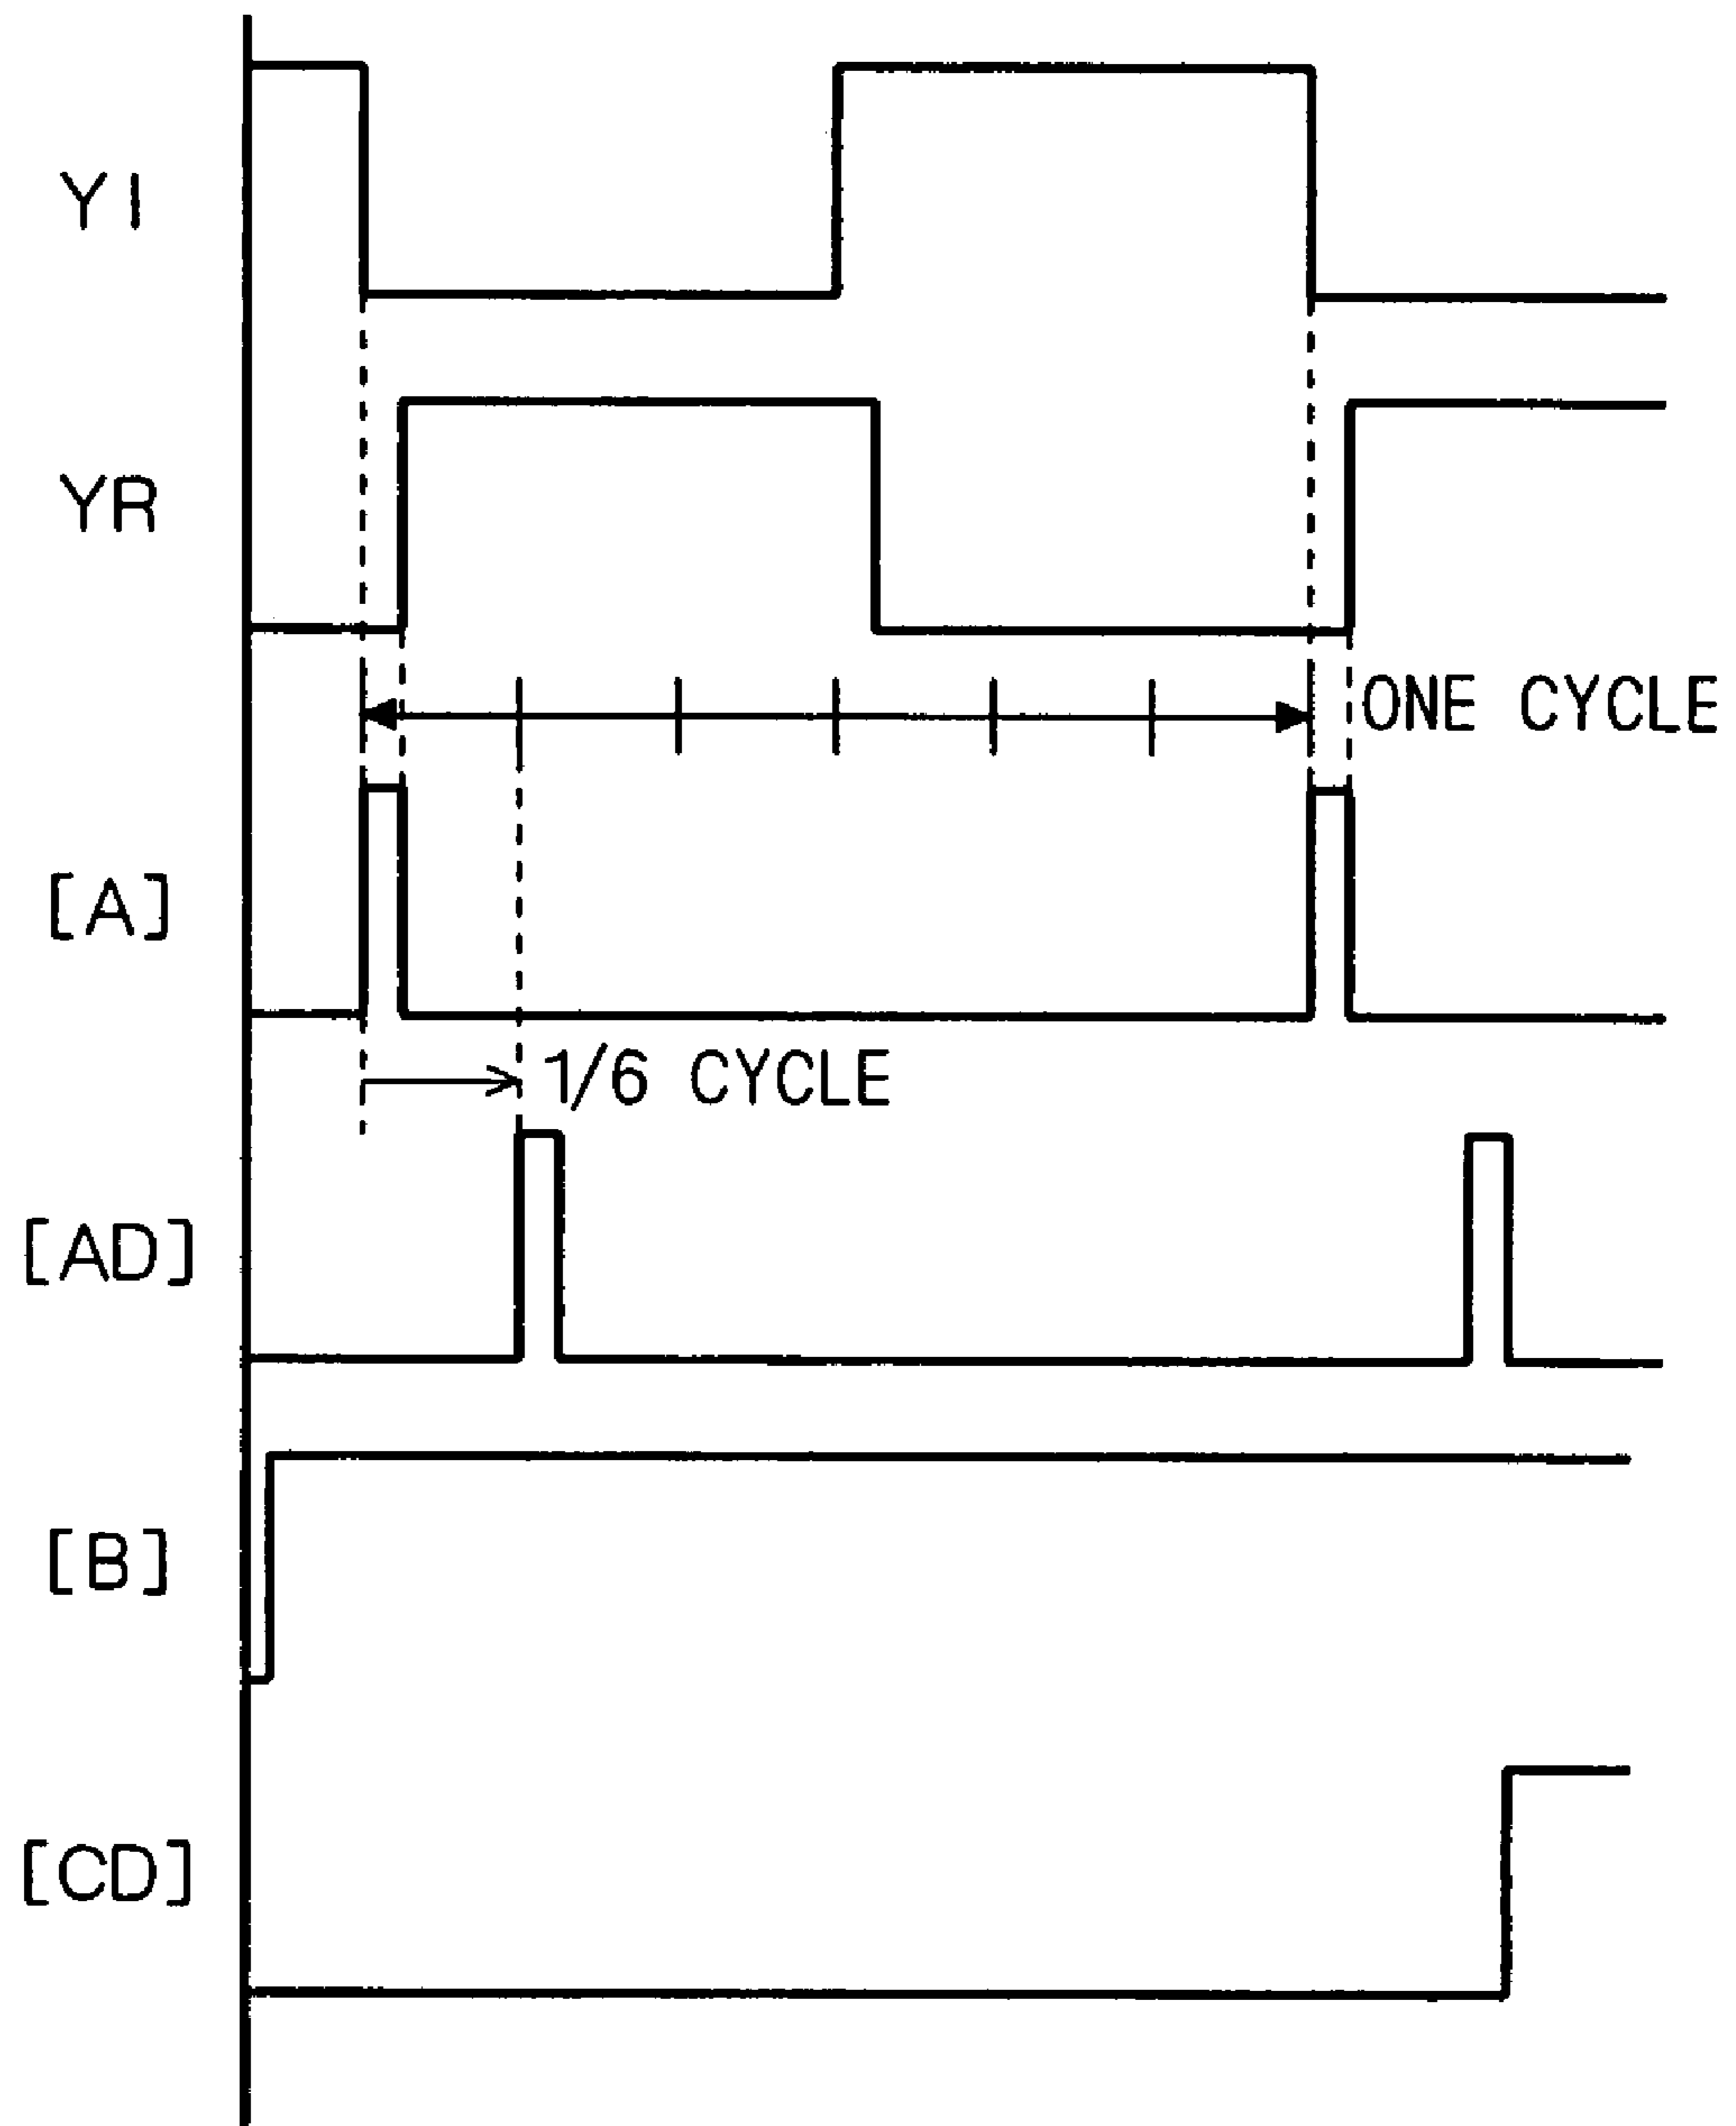 YI
YR
ONE CYCLE
[A]
1/6 CYCLE
[AD]
[B]
[CD]